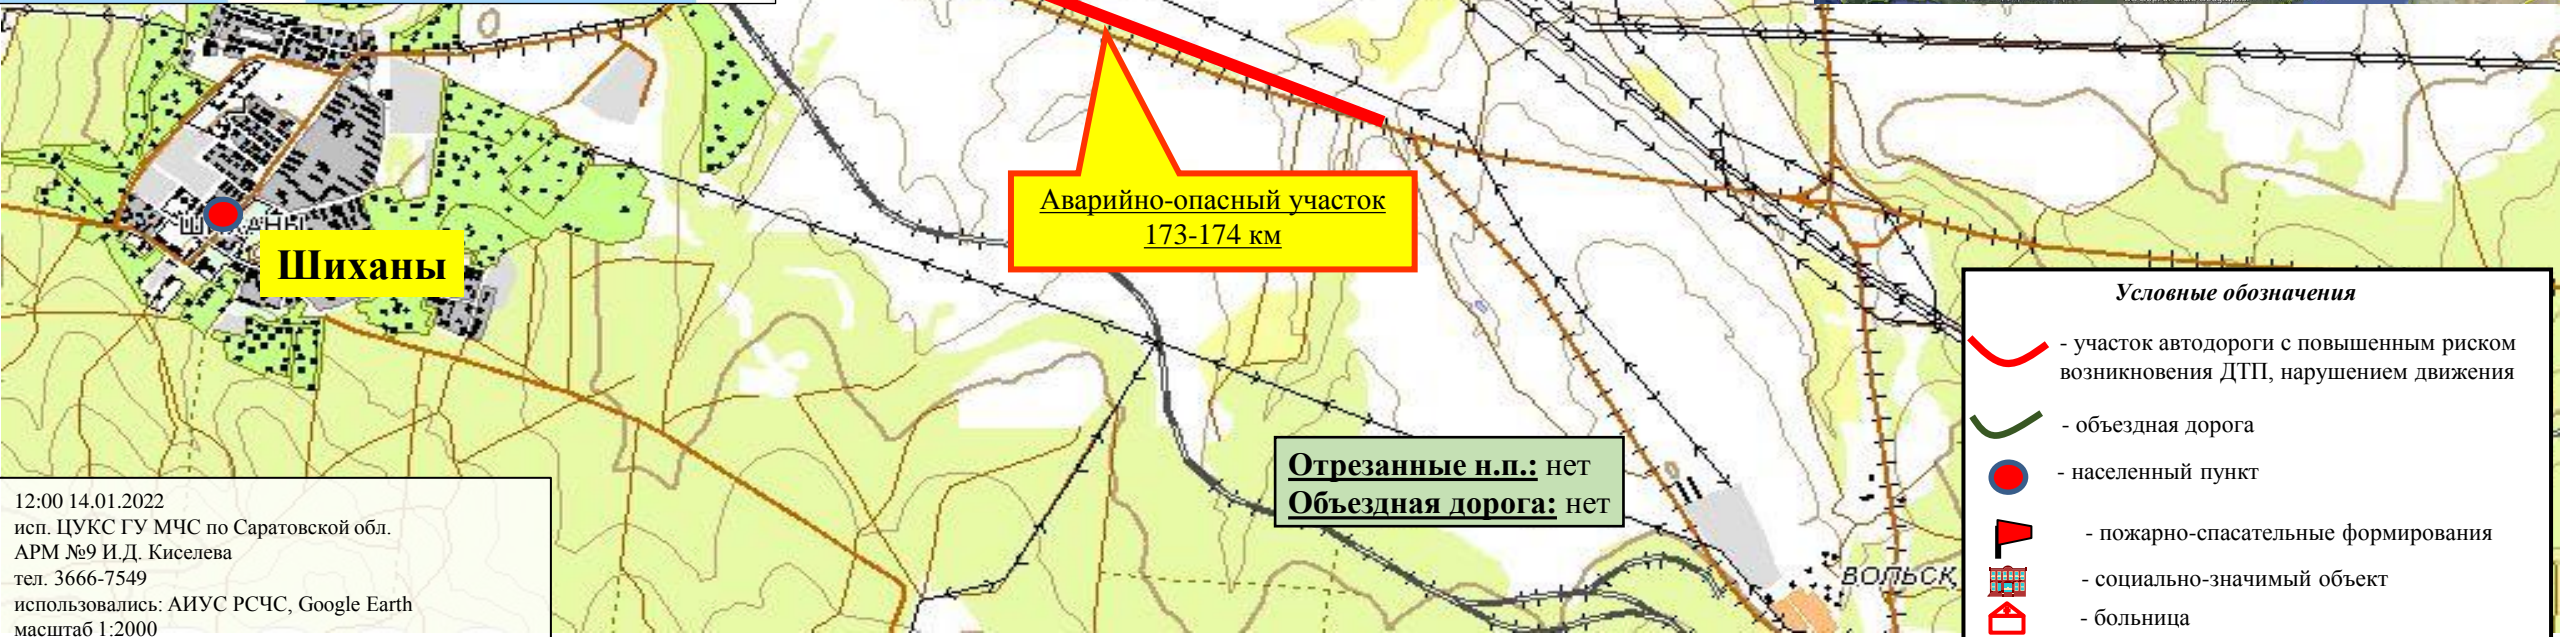 Аварийно-опасный участок
173-174 км
Шиханы
Отрезанные н.п.: нет
Объездная дорога: нет
12:00 14.01.2022
исп. ЦУКС ГУ МЧС по Саратовской обл.
АРМ №9 И.Д. Киселева
тел. 3666-7549
использовались: АИУС РСЧС, Google Earth
масштаб 1:2000
ВОЛЬСК
Условные обозначения
- участок автодороги с повышенным риском
возникновения ДТП, нарушением движения
- объездная дорога
- населенный пункт
- пожарно-спасательные формирования
- социально-значимый объект
- больница